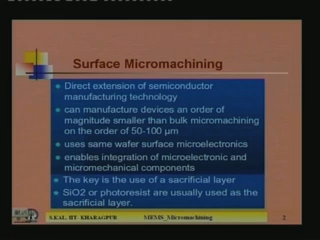 Surface Micromachining
Direct extension of semiconductor
manufacturing technology
can manufacture devices an order of
magnitude smaller than bulk micromachining
on the order of 50-100 µm
uses same wafer surface microelectronics
enables integration of microelectronic and
micromechanical components
The key is the use of a sacrificial layer
SiO2 or photoresist are usually used as the
sacrificial layer.
S.KAL, IIT- KHARAGPUR MEMS_Micromachining 2